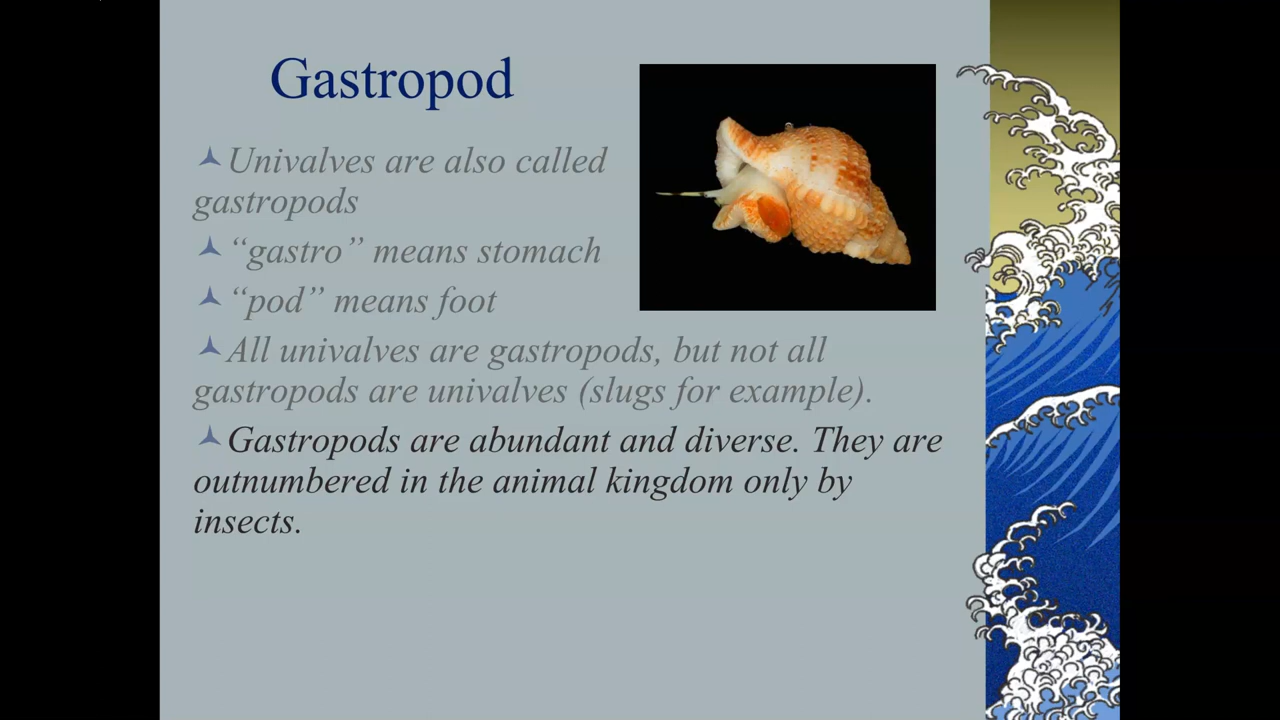 Gastropod
Univalves are also called
gastropods
“gastro” means stomach
“pod” means foot
All univalves are gastropods, but not all
gastropods are univalves (slugs for example).
Gastropods are abundant and diverse. They are
outnumbered in the animal kingdom only by
insects.